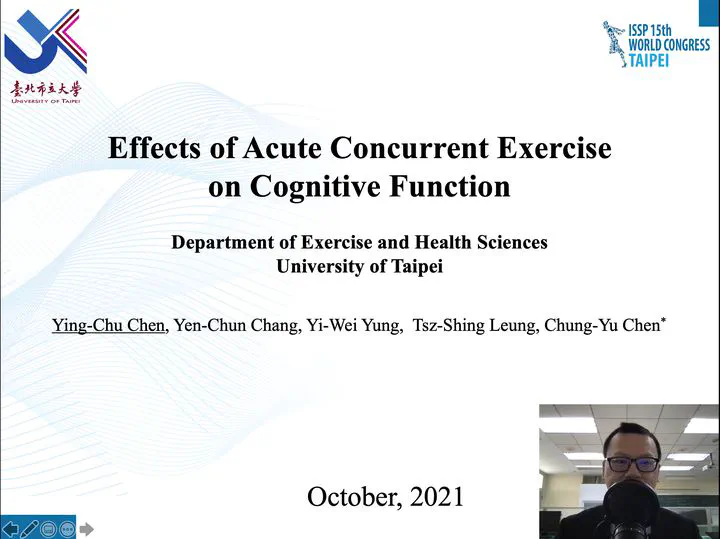 臺北市立大學
UNIVERSITY OF TAIPEI
ISSP 15th
WORLD CONGRESS
TAIPEI
Effects of Acute Concurrent Exercise
on Cognitive Function
Department of Exercise and Health Sciences
University of Taipei
Ying-Chu Chen, Yen-Chun Chang, Yi-Wei Yung, Tsz-Shing Leung, Chung-Yu Chen*
October, 2021